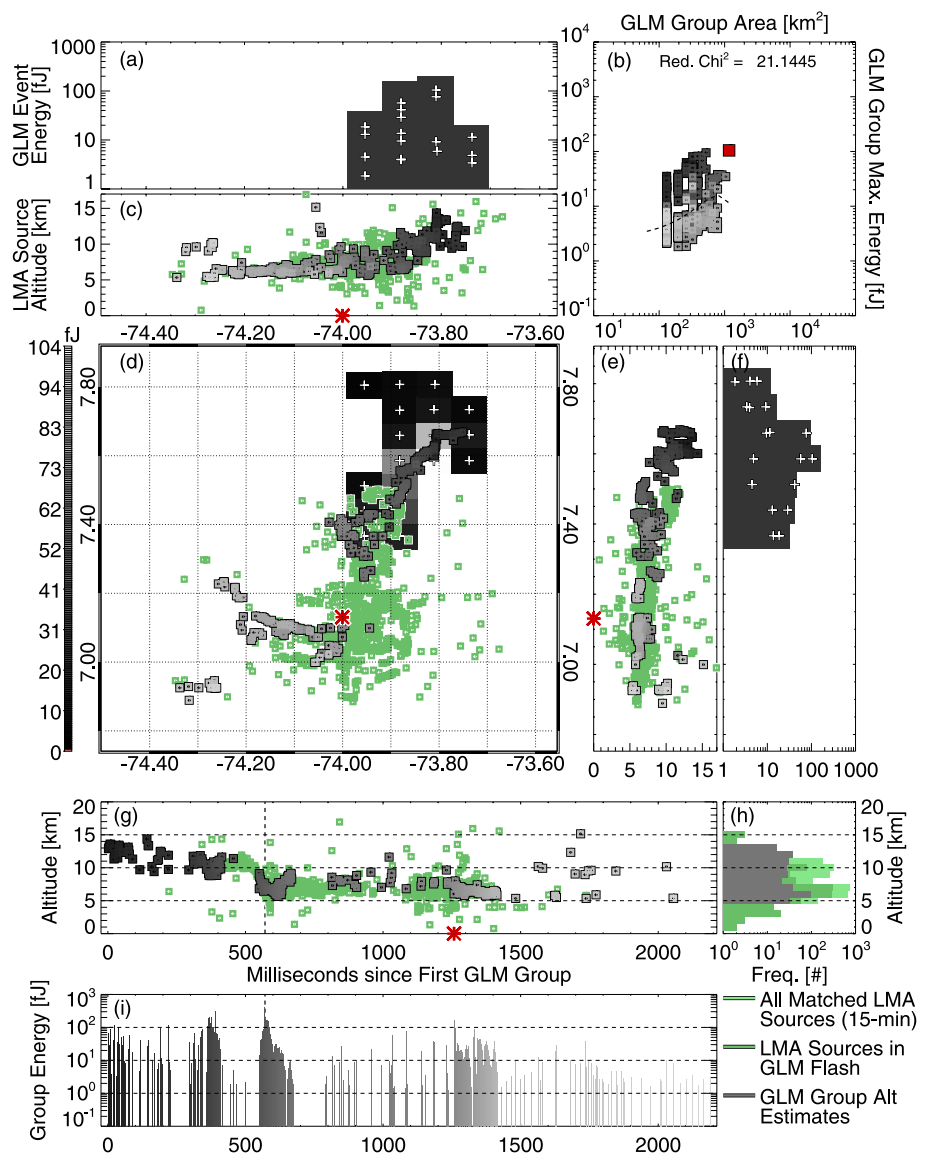 GLM Group Area [km²]
1000
100
10
1
GLM Event
Energy [fJ]
(a)
(b)
Red. Chi² = 21.1445
10⁴
10³
10²
10¹
10⁰
10⁻¹
GLM Group Max. Energy [fJ]
15
10
5
0
LMA Source
Altitude [km]
(c)
-74.40
-74.20
-74.00
-73.80
-73.60
10¹
10²
10³
10⁴
fJ
104
94
83
73
62
52
41
31
20
10
0
(d)
7.80
7.40
7.00
(e)
(f)
7.80
7.40
7.00
-74.40
-74.20
-74.00
-73.80
-73.60
0
5
10
15
1
10
100
1000
20
15
10
5
0
Altitude [km]
(g)
(h)
20
15
10
5
0
Altitude [km]
0
500
1000
1500
2000
Milliseconds since First GLM Group
10⁰
10¹
10²
10³
Freq. [#]
10³
10²
10¹
10⁰
10⁻¹
Group Energy [fJ]
(i)
0
500
1000
1500
2000
All Matched LMA
Sources (15-min)
LMA Sources in
GLM Flash
GLM Group Alt
Estimates